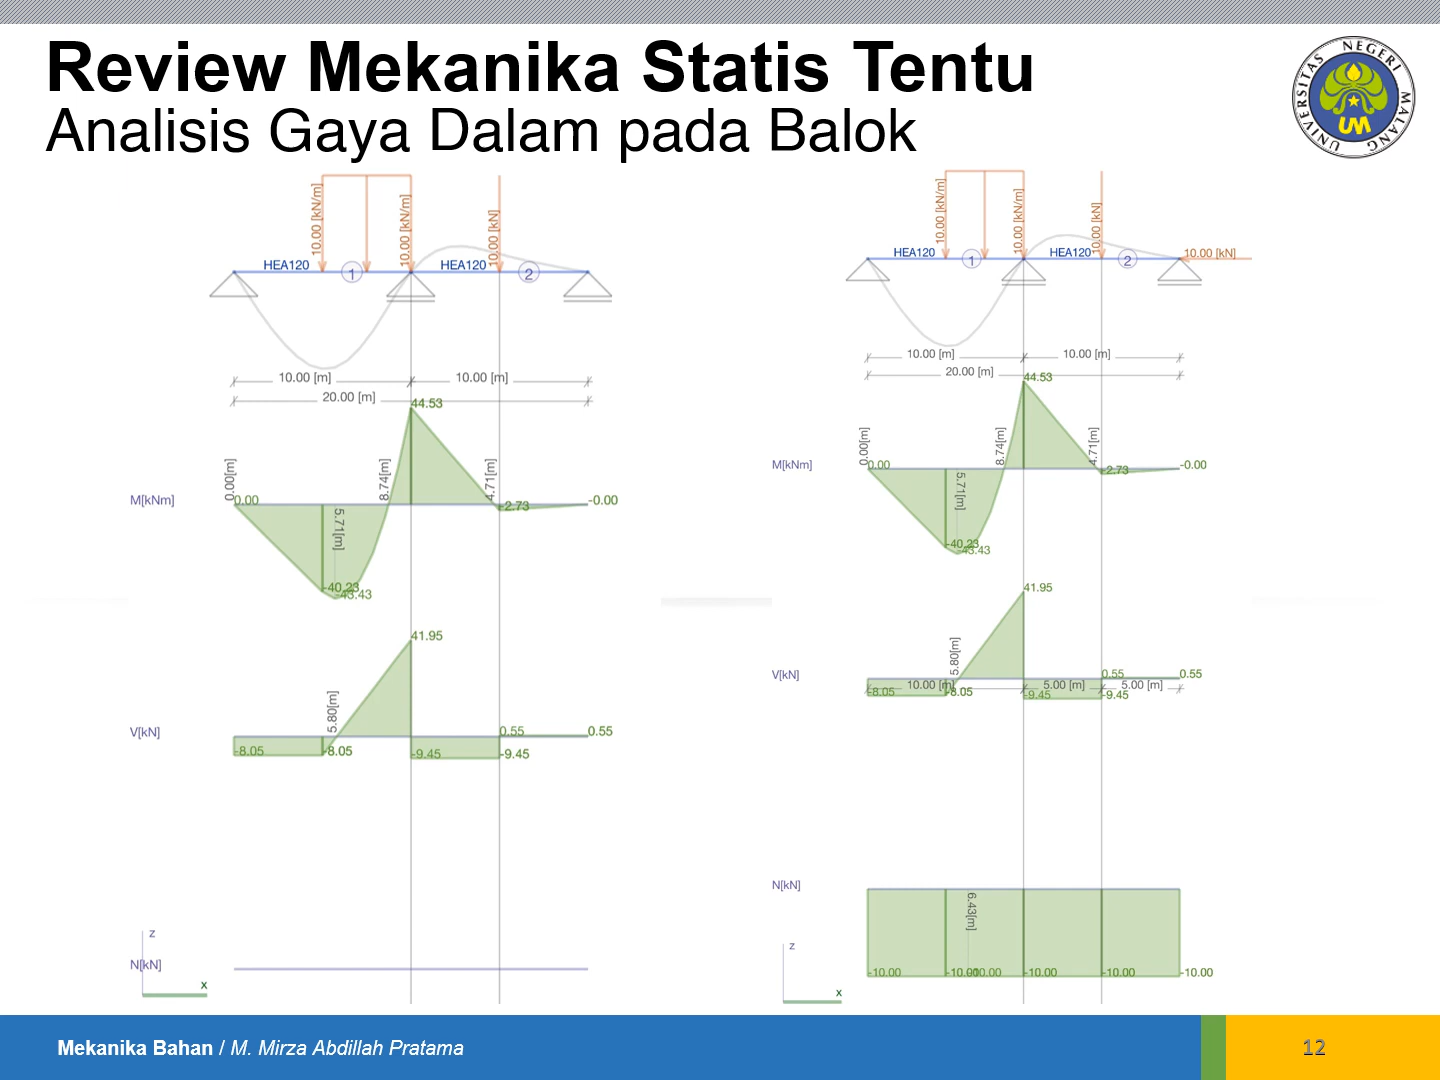 Review Mekanika Statis Tentu
Analisis Gaya Dalam pada Balok
UNIVERSITAS NEGERI MALANG
UM
10.00 [kN/m]
10.00 [kN/m]
10.00 [kN]
HEA120
1
HEA120
2
10.00 [m]
10.00 [m]
20.00 [m]
44.53
0.00[m]
8.74[m]
4.71[m]
M[kNm]
0.00
5.71[m]
-2.73
-0.00
-40.23
-43.43
41.95
5.80[m]
V[kN]
-8.05
-8.05
-9.45
0.55
-9.45
0.55
z
N[kN]
x
10.00 [kN/m]
10.00 [kN/m]
10.00 [kN]
HEA120
1
HEA120
2
10.00 [kN]
10.00 [m]
10.00 [m]
20.00 [m]
44.53
0.00[m]
8.74[m]
4.71[m]
M[kNm]
0.00
5.71[m]
-2.73
-0.00
-40.23
-43.43
41.95
5.80[m]
V[kN]
0.55
0.55
10.00 [m]
5.00 [m]
5.00 [m]
-8.05
-8.05
-9.45
-9.45
N[kN]
6.43[m]
-10.00
-10.00
-10.00
-10.00
-10.00
-10.00
z
x
Mekanika Bahan / M. Mirza Abdillah Pratama
12